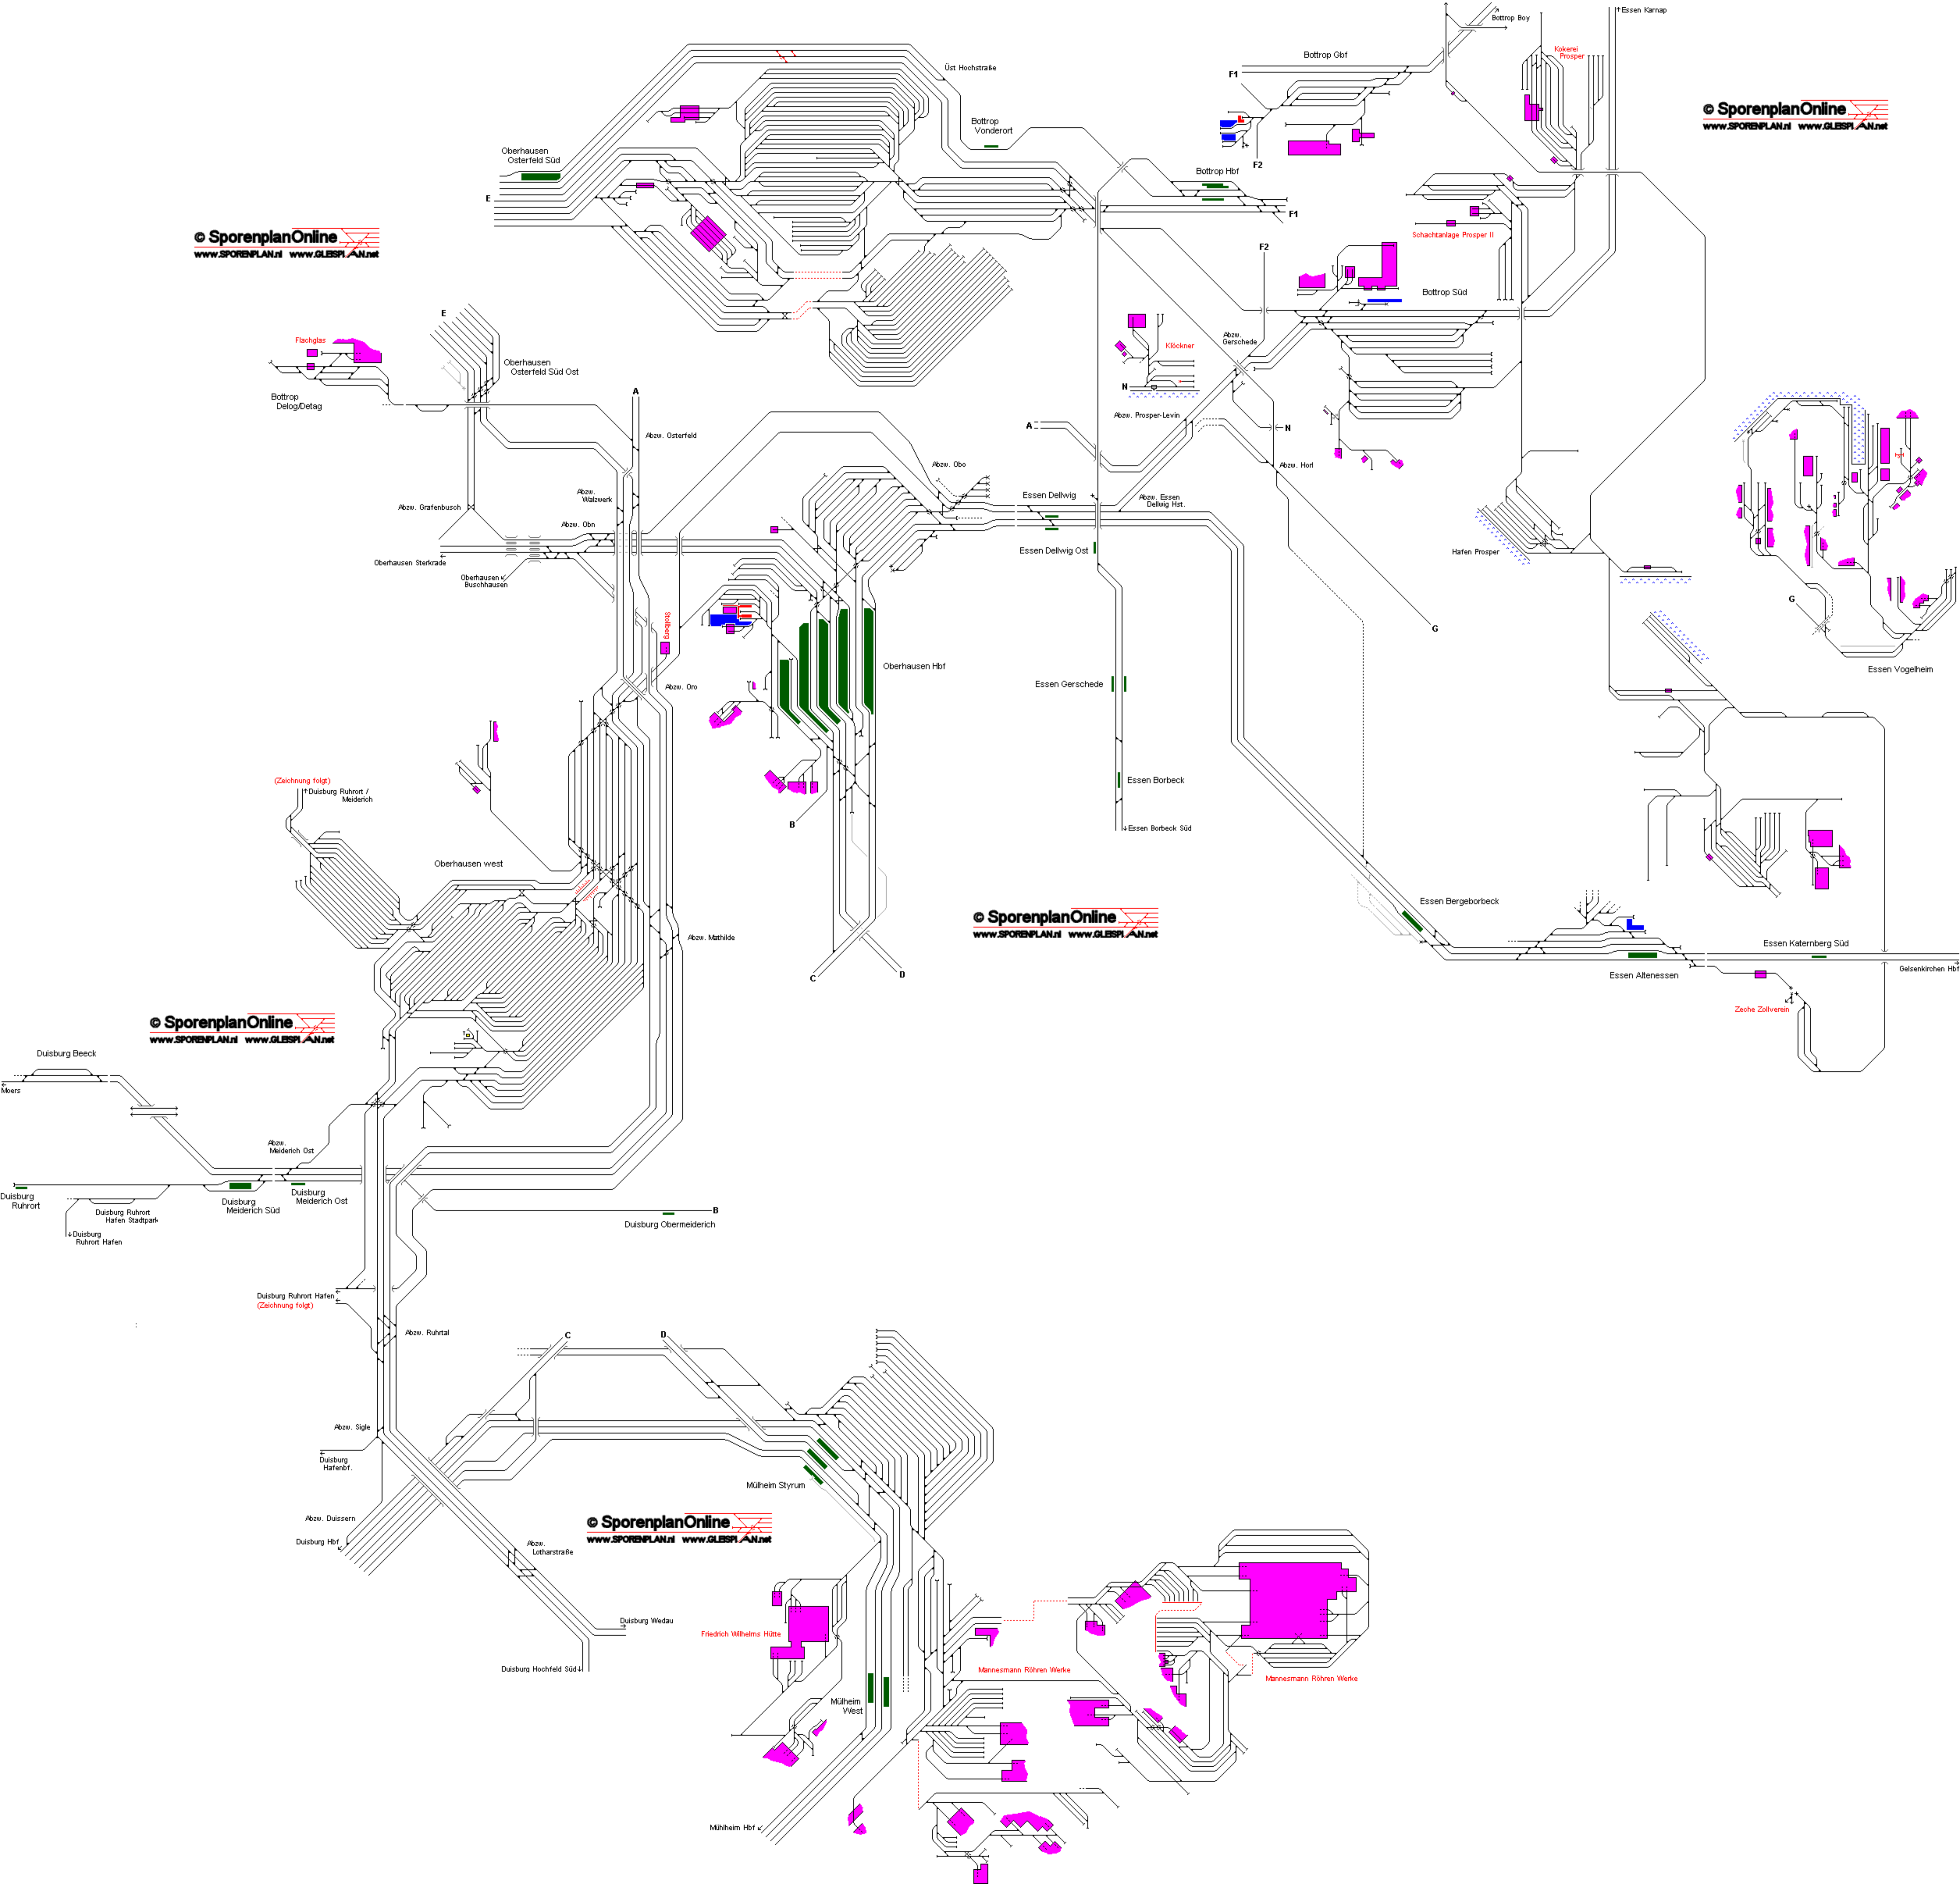 Bottrop Boy
↑Essen Karnap
Kokerei
Prosper
Bottrop Gbf
F1
Üst Hochstraße
© SporenplanOnline
www.SPORENPLAN.nl www.GLEISPLAN.net
Bottrop
Vonderort
Oberhausen
Osterfeld Süd
F2
Bottrop Hbf
E
F1
© SporenplanOnline
www.SPORENPLAN.nl www.GLEISPLAN.net
Schachtanlage Prosper II
F2
Bottrop Süd
E
Flachglas
Abzw.
Gerschede
Klöckner
Oberhausen
Osterfeld Süd Ost
N
Bottrop
Delog/Detag
A
Abzw. Prosper-Levin
A
N
Abzw. Osterfeld
Abzw. Obo
Abzw. Horl
Abzw.
Walzwerk
Essen Dellwig
Abzw. Essen
Dellwig Hst.
Abzw. Grafenbusch
Abzw. Obn
Essen Dellwig Ost
Hafen Prosper
Oberhausen Sterkrade
Oberhausen
Buschhausen
G
Stollberg
G
Oberhausen Hbf
Essen Vogelheim
Abzw. Oro
Essen Gerschede
(Zeichnung folgt)
↑Duisburg Ruhrort /
Meiderich
Essen Borbeck
B
↓Essen Borbeck Süd
Oberhausen west
Essen Bergeborbeck
© SporenplanOnline
www.SPORENPLAN.nl www.GLEISPLAN.net
Abzw. Mathilde
Essen Katernberg Süd
Gelsenkirchen Hbf
C
D
Essen Altenessen
Zeche Zollverein
© SporenplanOnline
www.SPORENPLAN.nl www.GLEISPLAN.net
Duisburg Beeck
Moers
Abzw.
Meiderich Ost
Duisburg
Ruhrort
Duisburg
Meiderich Ost
Duisburg
Meiderich Süd
Duisburg Ruhrort
Hafen Stadtpark
B
Duisburg Obermeiderich
↓Duisburg
Ruhrort Hafen
Duisburg Ruhrort Hafen
(Zeichnung folgt)
Abzw. Ruhrtal
C
D
Abzw. Sigle
Duisburg
Hafenbf.
Mülheim Styrum
Abzw. Duissern
© SporenplanOnline
www.SPORENPLAN.nl www.GLEISPLAN.net
Duisburg Hbf
Abzw.
Lotharstraße
Duisburg Wedau
Friedrich Wilhelms Hütte
Duisburg Hochfeld Süd↓
Mannesmann Röhren Werke
Mannesmann Röhren Werke
Mülheim
West
Mülheim Hbf